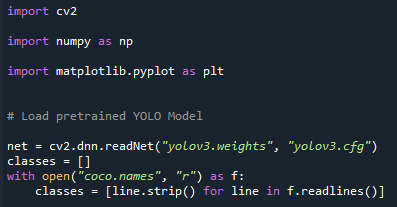 import cv2
import numpy as np
import matplotlib.pyplot as plt
# Load pretrained YOLO Model
net = cv2.dnn.readNet("yolov3.weights", "yolov3.cfg")
classes = []
with open("coco.names", "r") as f:
    classes = [line.strip() for line in f.readlines()]